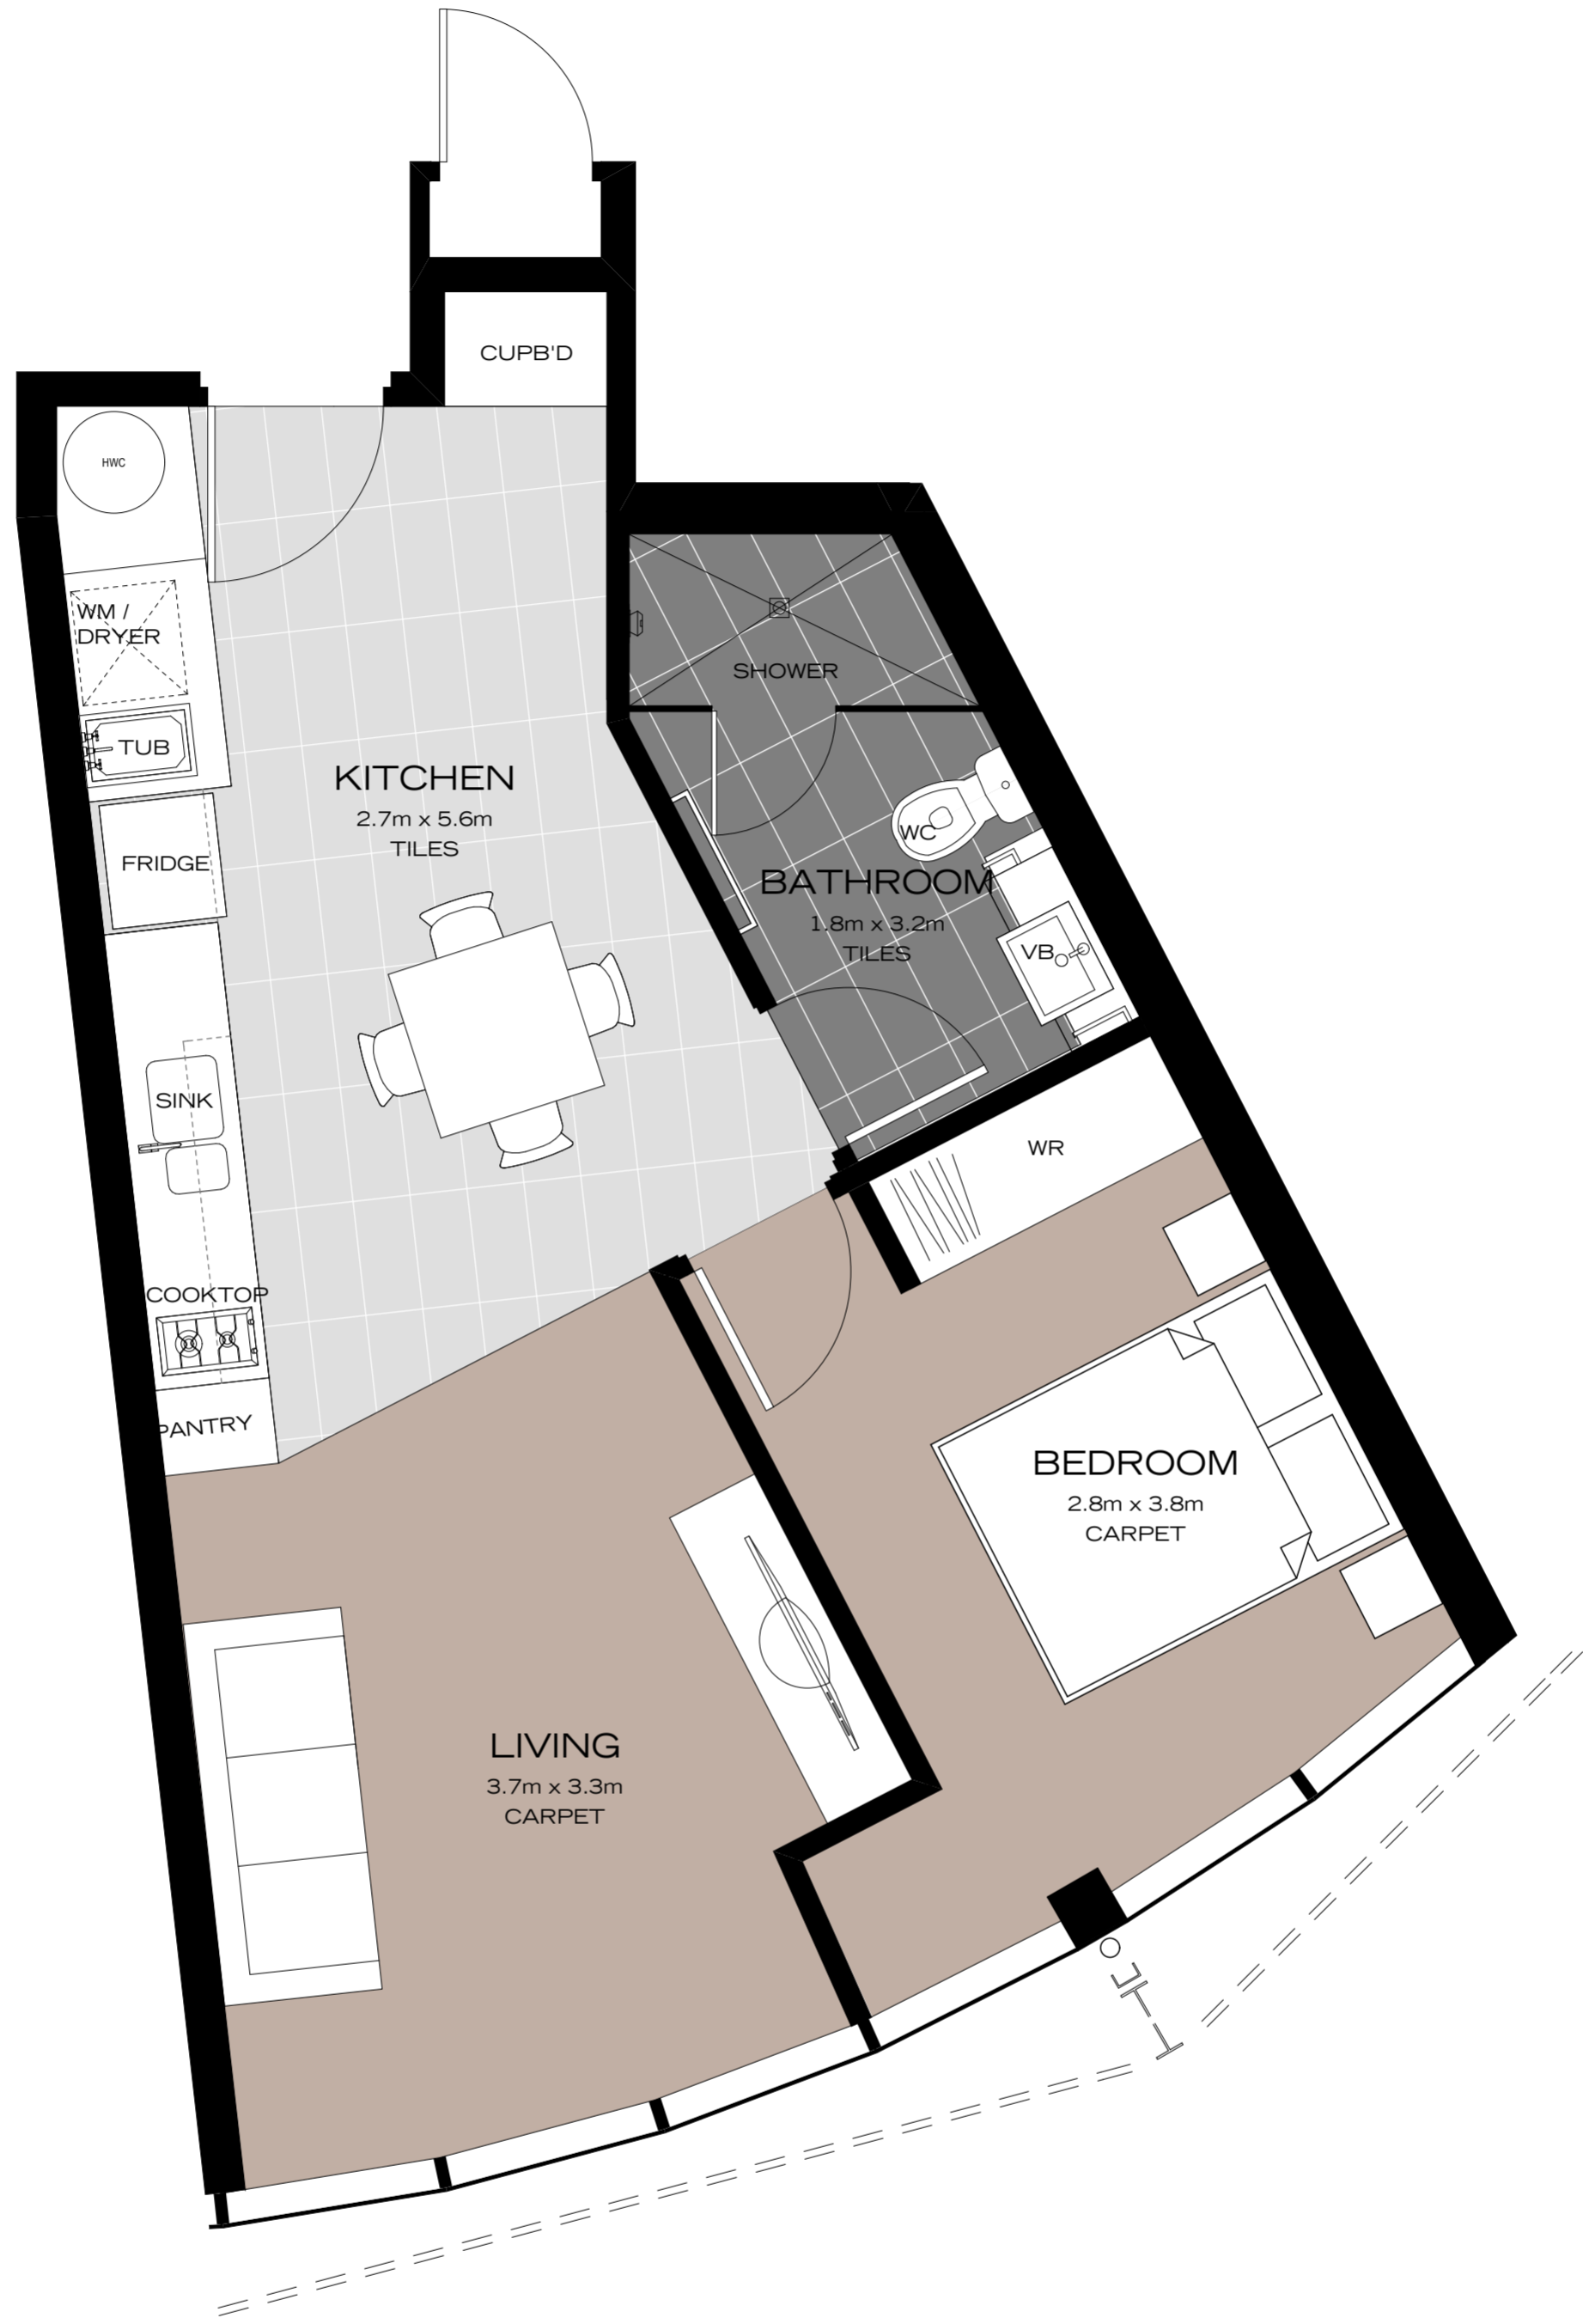 CUPB'D
HWC
WM /
DRYER
SHOWER
TUB
KITCHEN
2.7m x 5.6m
TILES
WC
FRIDGE
BATHROOM
1.8m x 3.2m
TILES
VB
SINK
WR
COOKTOP
PANTRY
BEDROOM
2.8m x 3.8m
CARPET
LIVING
3.7m x 3.3m
CARPET